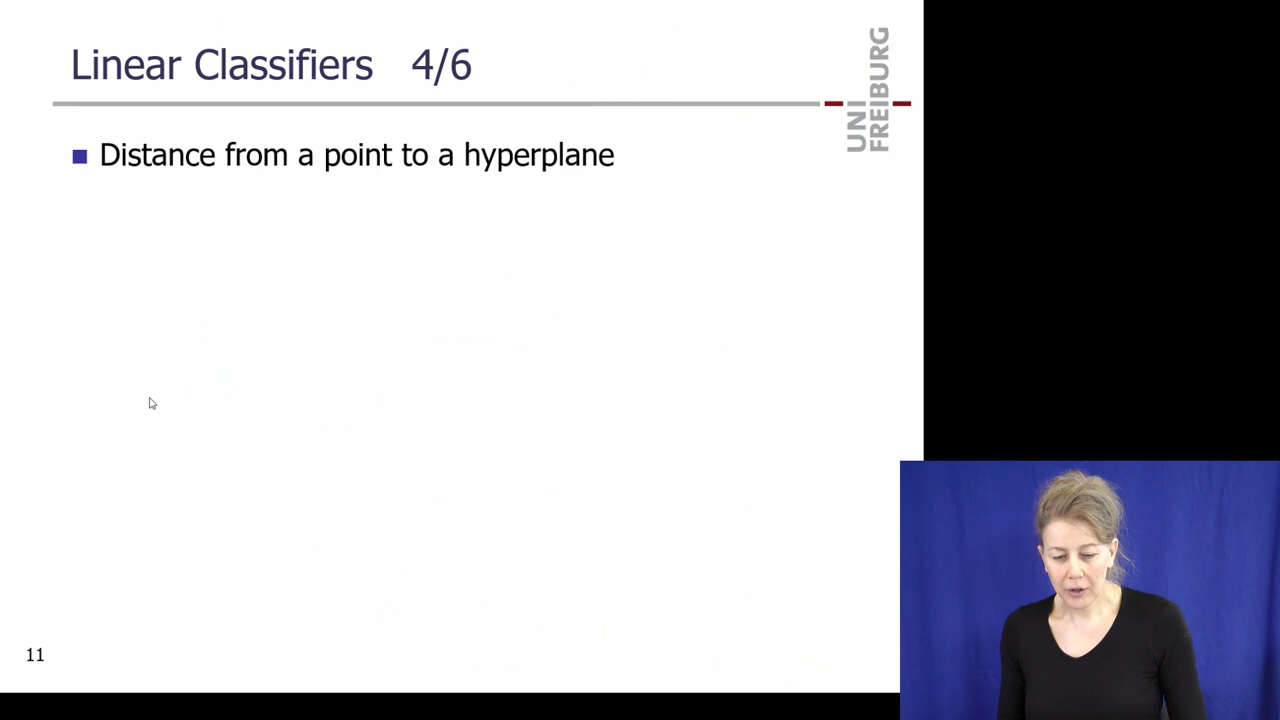 Linear Classifiers 4/6
UNI
FREIBURG
Distance from a point to a hyperplane
11